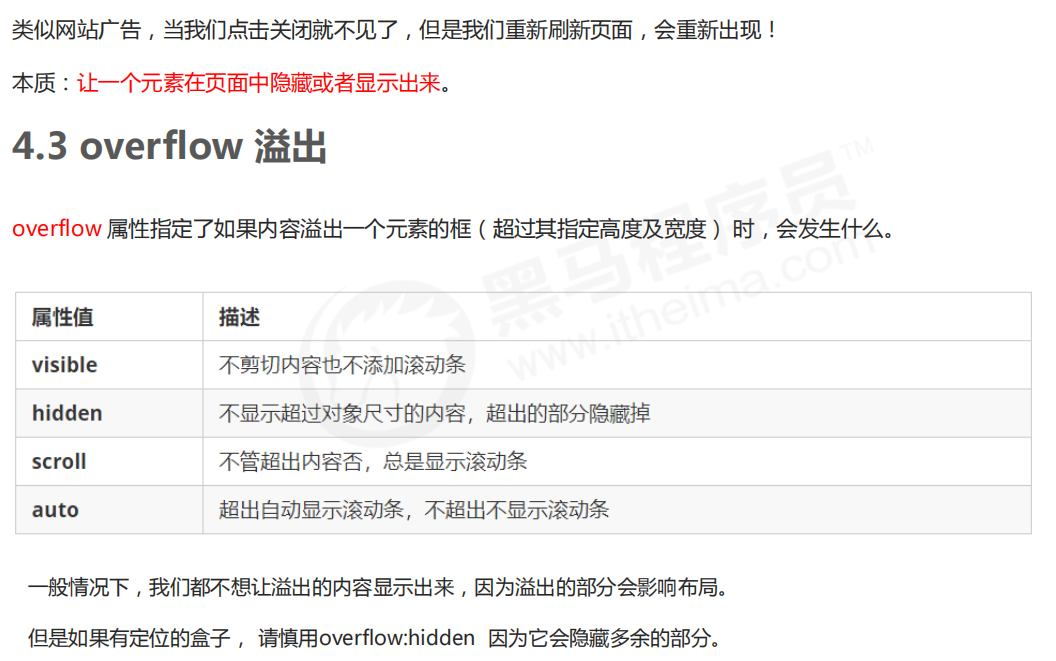 类似网站广告，当我们点击关闭就不见了，但是我们重新刷新页面，会重新出现！
本质：让一个元素在页面中隐藏或者显示出来。
4.3 overflow 溢出
overflow 属性指定了如果内容溢出一个元素的框（超过其指定高度及宽度） 时，会发生什么。
属性值 描述
visible 不剪切内容也不添加滚动条
hidden 不显示超过对象尺寸的内容，超出的部分隐藏掉
scroll 不管超出内容否，总是显示滚动条
auto 超出自动显示滚动条，不超出不显示滚动条
一般情况下，我们都不想让溢出的内容显示出来，因为溢出的部分会影响布局。
但是如果有定位的盒子， 请慎用overflow:hidden 因为它会隐藏多余的部分。
黑马程序员™
www.itheima.com